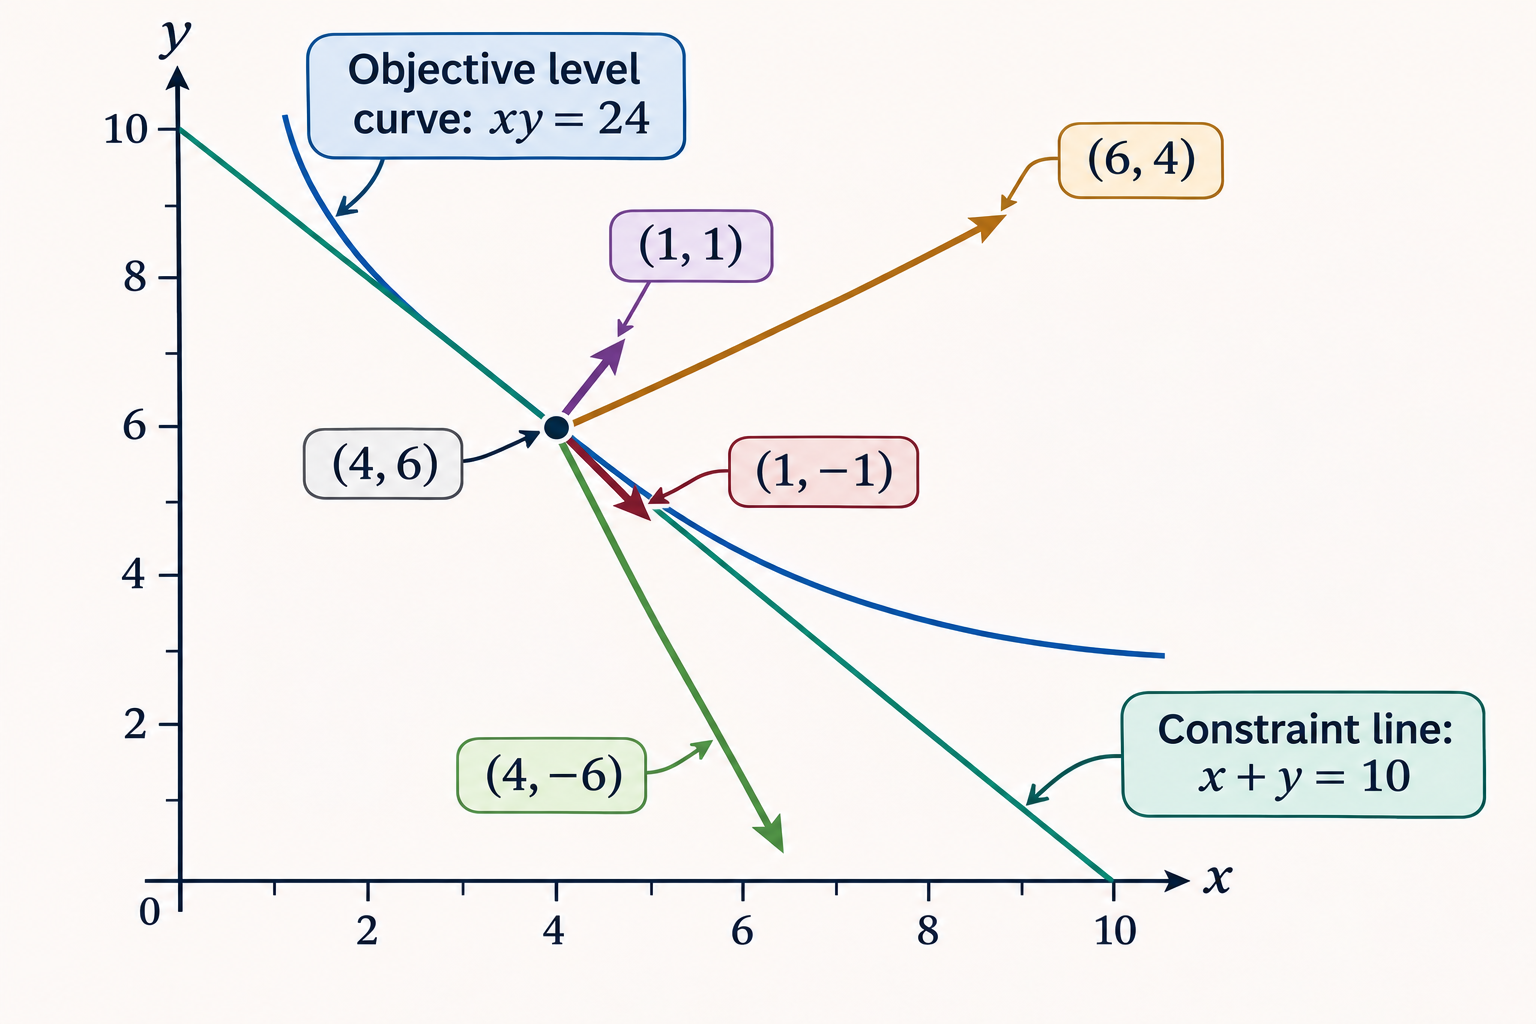 y
Objective level
curve: xy = 24
(6, 4)
(1, 1)
(4, 6)
(1, −1)
(4, −6)
Constraint line:
x + y = 10
x
10
8
6
4
2
0
2
4
6
8
10